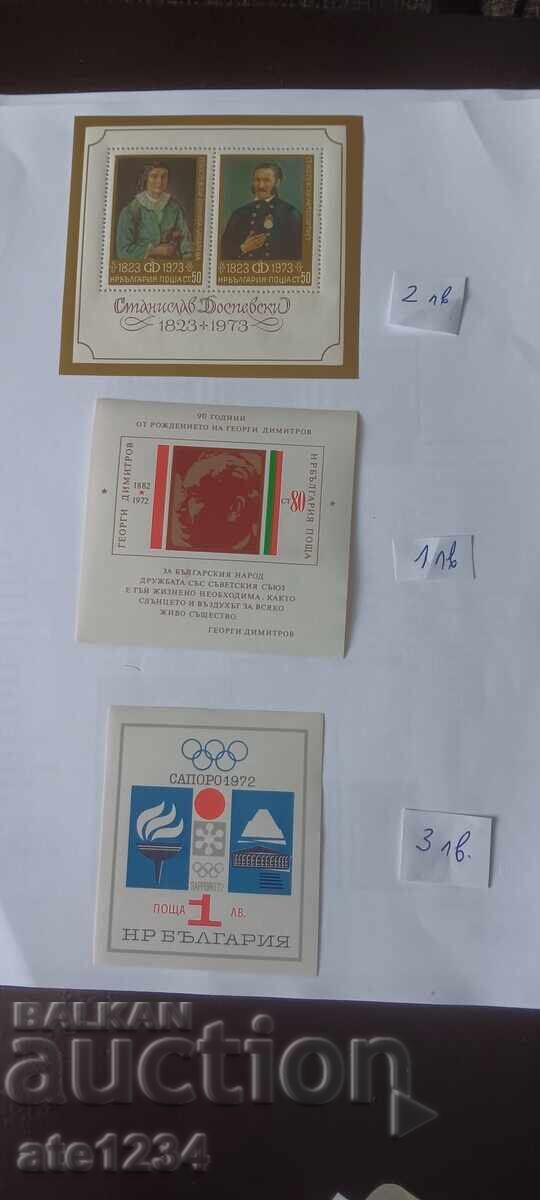 1823 1973
НРБЪЛГАРИЯ ПОЩА СТ 50
1823 1973
НРБЪЛГАРИЯ ПОЩА СТ 50
Станислав Доспевски
1823 + 1973
2 лв
90 ГОДИНИ
ОТ РОЖДЕНИЕТО НА ГЕОРГИ ДИМИТРОВ
ГЕОРГИ ДИМИТРОВ
1882
1972
СТ 80
НРБЪЛГАРИЯ ПОЩА
ЗА БЪЛГАРСКИЯ НАРОД
ДРУЖБАТА СЪС СЪВЕТСКИЯ СЪЮЗ
Е ТЪЙ ЖИЗНЕНО НЕОБХОДИМА, КАКТО
СЛЪНЦЕТО И ВЪЗДУХЪТ ЗА ВСЯКО
ЖИВО СЪЩЕСТВО.
ГЕОРГИ ДИМИТРОВ
1 лв
САПОРО1972
SAPPORO'72
ПОЩА 1 ЛВ.
НР БЪЛГАРИЯ
3 лв.
BALKAN
auction
ate1234